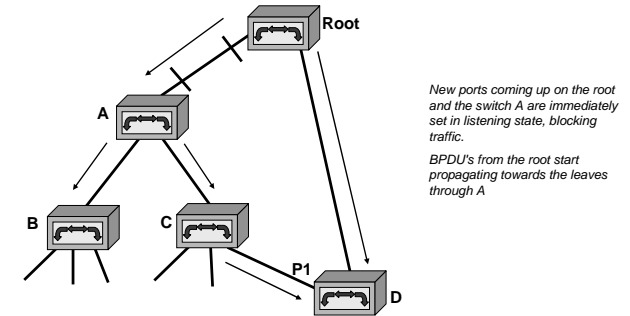 Root
New ports coming up on the root
and the switch A are immediately
set in listening state, blocking
traffic.
A
BPDU's from the root start
propagating towards the leaves
through A
B
C
P1
D